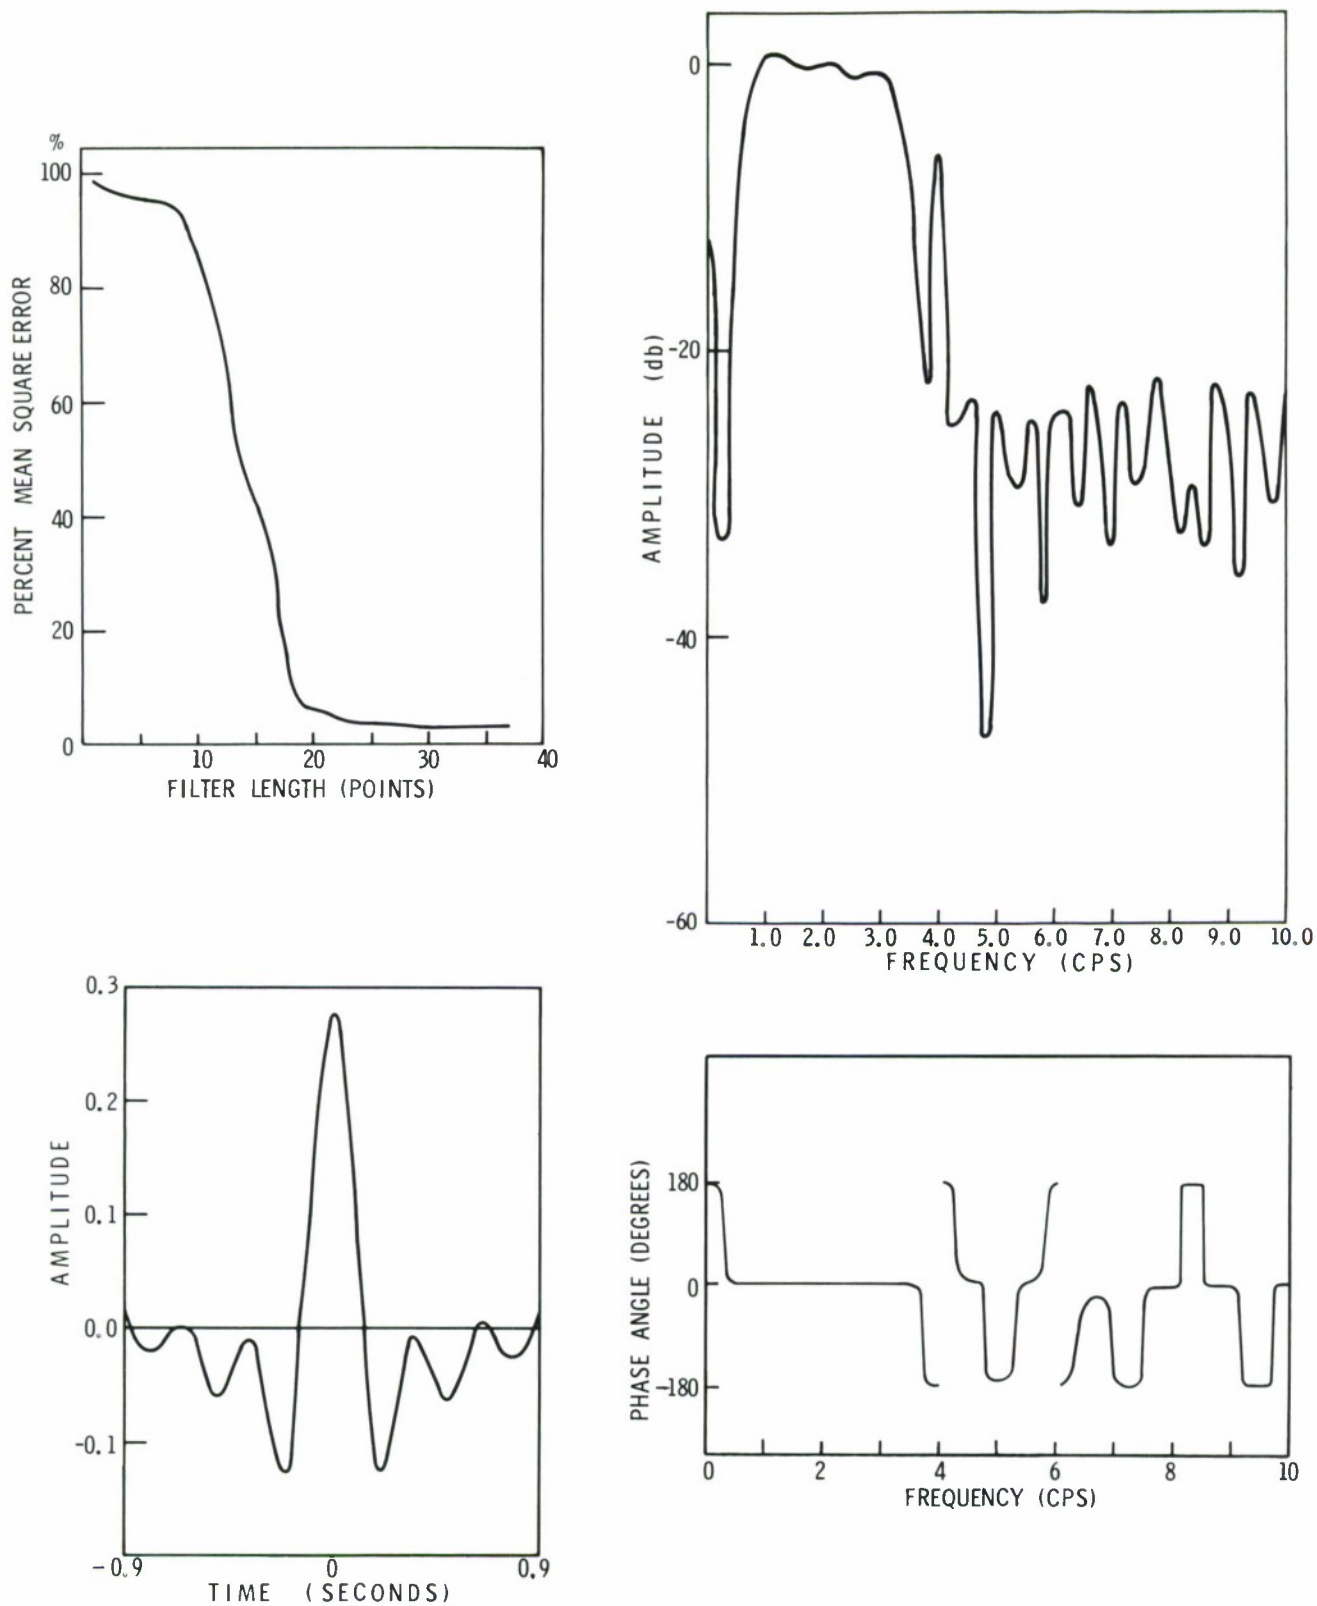 %
100
80
60
40
20
0
PERCENT MEAN SQUARE ERROR
10 20 30 40
FILTER LENGTH (POINTS)
0
-20
-40
-60
AMPLITUDE (db)
1.0 2.0 3.0 4.0 5.0 6.0 7.0 8.0 9.0 10.0
FREQUENCY (CPS)
0.3
0.2
0.1
0.0
-0.1
AMPLITUDE
-0.9 0 0.9
TIME (SECONDS)
180
0
-180
PHASE ANGLE (DEGREES)
0 2 4 6 8 10
FREQUENCY (CPS)